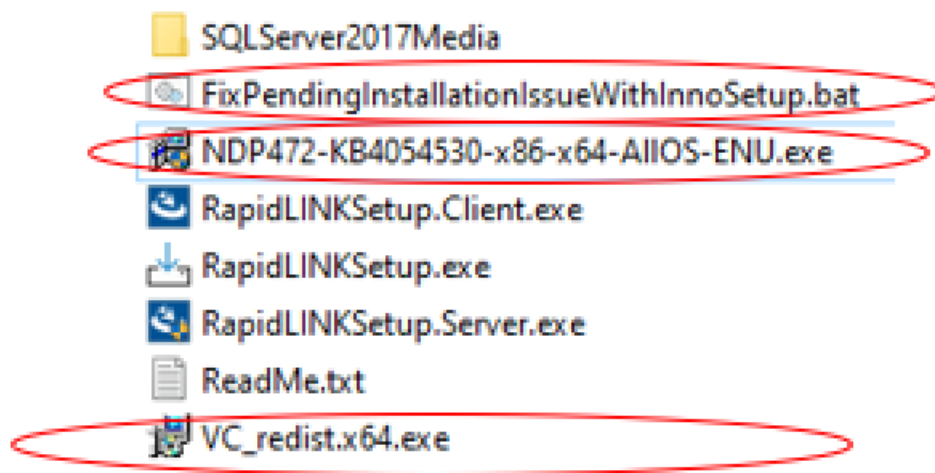 SQLServer2017Media
FixPendingInstallationIssueWithInnoSetup.bat
NDP472-KB4054530-x86-x64-AllOS-ENU.exe
RapidLINKSetup.Client.exe
RapidLINKSetup.exe
RapidLINKSetup.Server.exe
ReadMe.txt
VC_redist.x64.exe